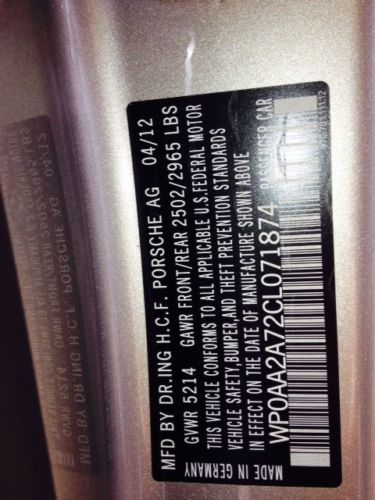 MFD BY DR.ING H.C.F. PORSCHE AG 04/12
GVWR 5214 GAWR FRONT/REAR 2502/2965 LBS
THIS VEHICLE CONFORMS TO ALL APPLICABLE U.S.FEDERAL MOTOR
VEHICLE SAFETY,BUMPER,AND THEFT PREVENTION STANDARDS
IN EFFECT ON THE DATE OF MANUFACTURE SHOWN ABOVE
WP0AA2A72CL071874 PASSENGER CAR
MADE IN GERMANY